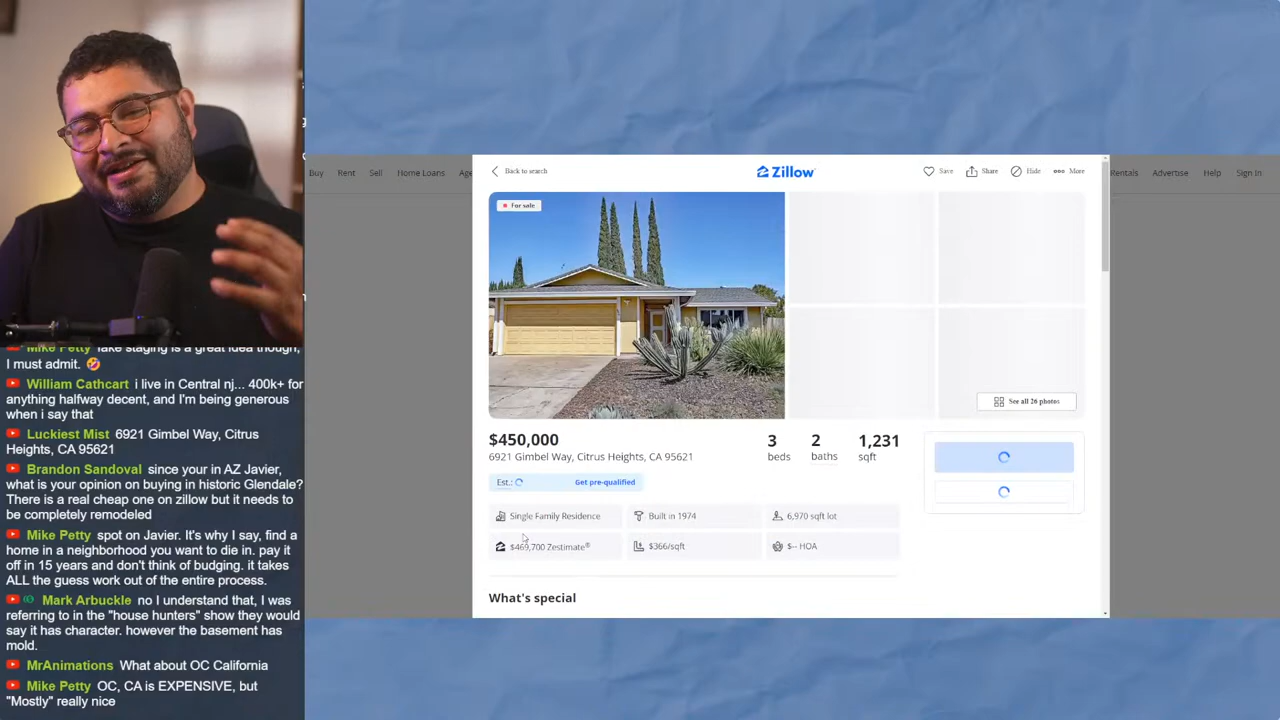 Buy Rent Sell Home Loans Age
Back to search
Zillow
Save Share Hide More
Rentals Advertise Help Sign In
For sale
See all 26 photos
$450,000
6921 Gimbel Way, Citrus Heights, CA 95621
3 beds
2 baths
1,231 sqft
Est.: Get pre-qualified
Single Family Residence
Built in 1974
6,970 sqft lot
$469,700 Zestimate®
$366/sqft
$-- HOA
What's special
Mike Petty fake staging is a great idea though,
I must admit. 🤣
William Cathcart i live in Central nj... 400k+ for
anything halfway decent, and I'm being generous
when i say that
Luckiest Mist 6921 Gimbel Way, Citrus
Heights, CA 95621
Brandon Sandoval since your in AZ Javier,
what is your opinion on buying in historic Glendale?
There is a real cheap one on zillow but it needs to
be completely remodeled
Mike Petty spot on Javier. It's why I say, find a
home in a neighborhood you want to die in. pay it
off in 15 years and don't think of budging. it takes
ALL the guess work out of the entire process.
Mark Arbuckle no I understand that, I was
referring to in the "house hunters" show they would
say it has character. however the basement has
mold.
MrAnimations What about OC California
Mike Petty OC, CA is EXPENSIVE, but
"Mostly" really nice